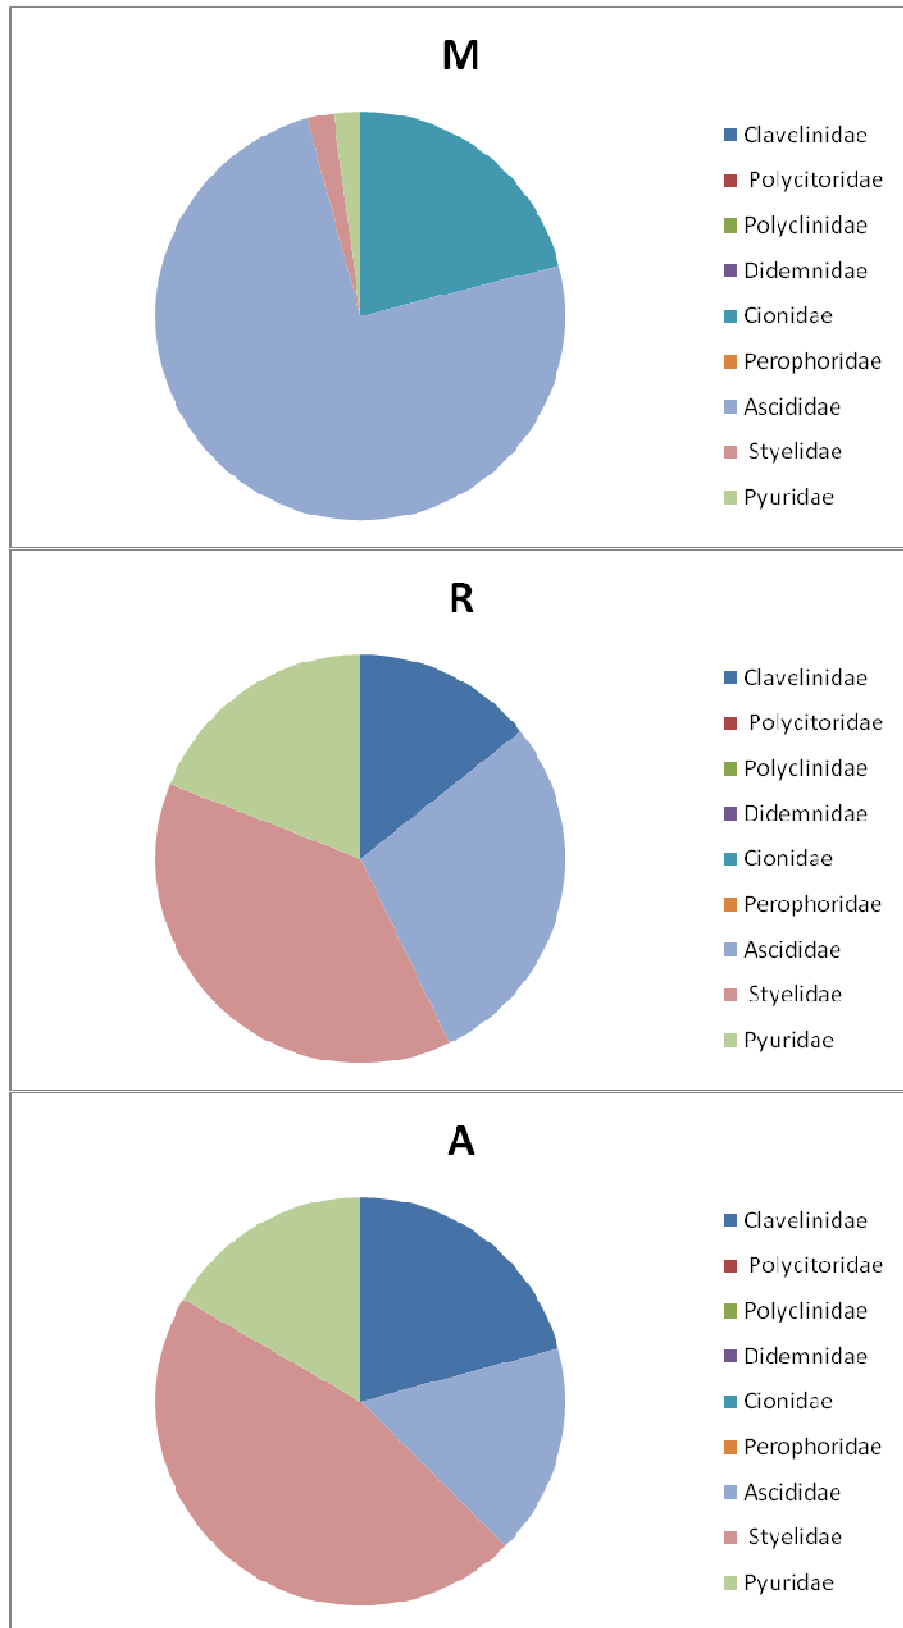 M
Clavelinidae
Polycitoridae
Polyclinidae
Didemnidae
Cionidae
Perophoridae
Ascididae
Styelidae
Pyuridae
R
Clavelinidae
Polycitoridae
Polyclinidae
Didemnidae
Cionidae
Perophoridae
Ascididae
Styelidae
Pyuridae
A
Clavelinidae
Polycitoridae
Polyclinidae
Didemnidae
Cionidae
Perophoridae
Ascididae
Styelidae
Pyuridae